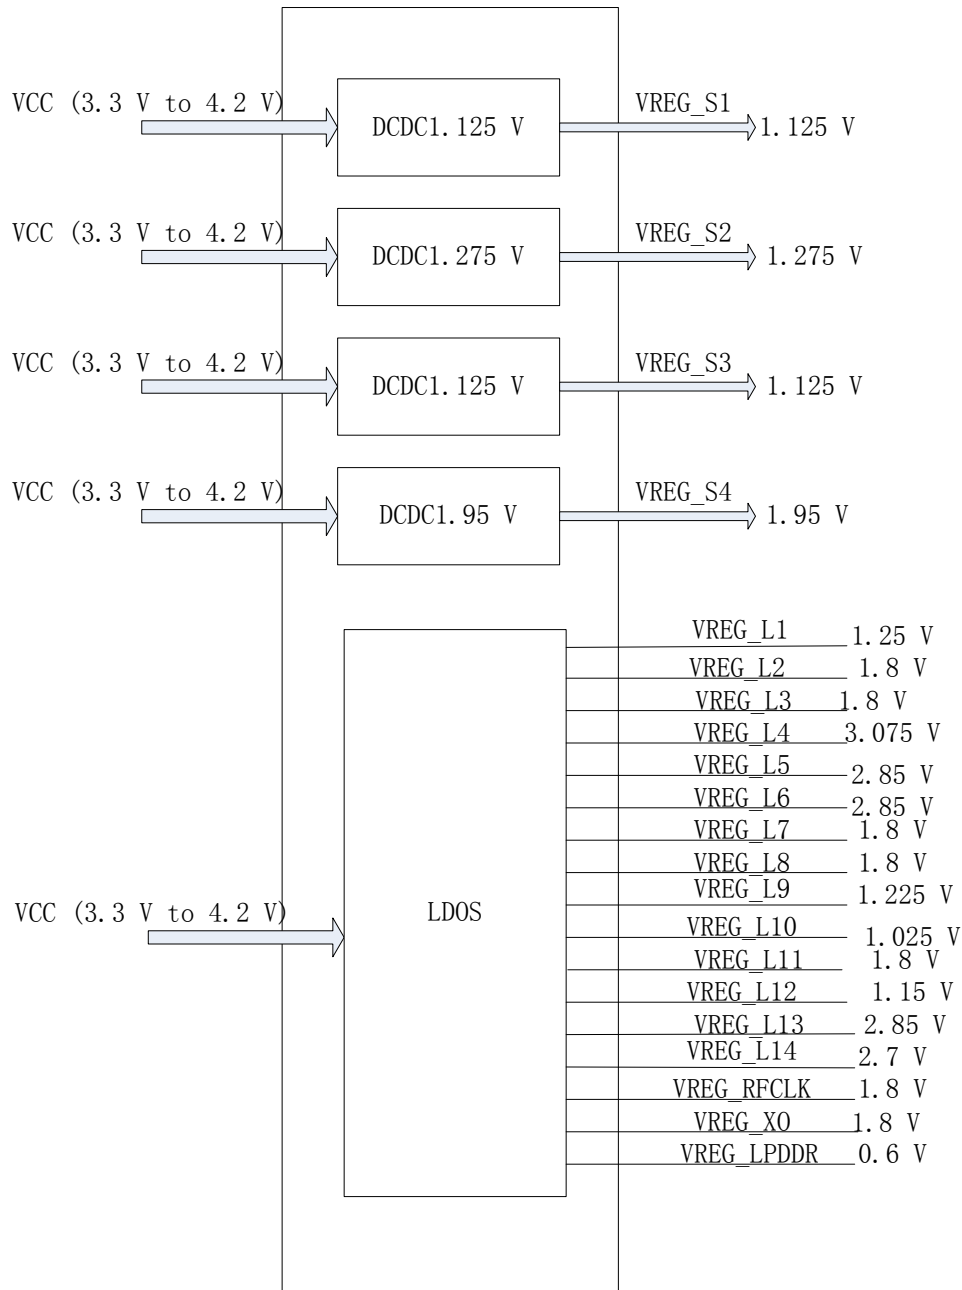 VCC (3.3 V to 4.2 V)
DCDC1.125 V
VREG_S1
1.125 V
VCC (3.3 V to 4.2 V)
DCDC1.275 V
VREG_S2
1.275 V
VCC (3.3 V to 4.2 V)
DCDC1.125 V
VREG_S3
1.125 V
VCC (3.3 V to 4.2 V)
DCDC1.95 V
VREG_S4
1.95 V
VCC (3.3 V to 4.2 V)
LDOS
VREG_L1 1.25 V
VREG_L2 1.8 V
VREG_L3 1.8 V
VREG_L4 3.075 V
VREG_L5 2.85 V
VREG_L6 2.85 V
VREG_L7 1.8 V
VREG_L8 1.8 V
VREG_L9 1.225 V
VREG_L10 1.025 V
VREG_L11 1.8 V
VREG_L12 1.15 V
VREG_L13 2.85 V
VREG_L14 2.7 V
VREG_RFCLK 1.8 V
VREG_XO 1.8 V
VREG_LPDDR 0.6 V